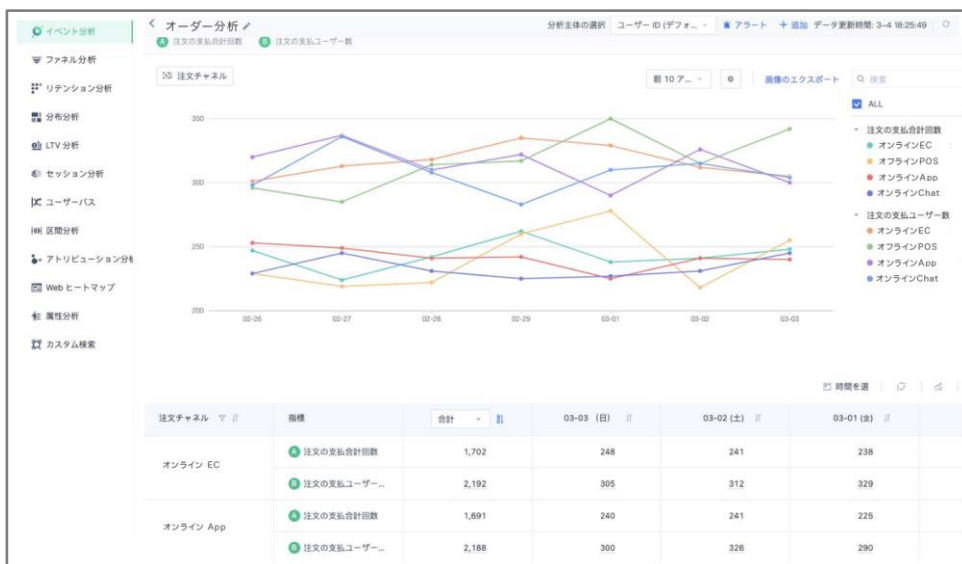 イベント分析
ファネル分析
リテンション分析
分布分析
LTV 分析
セッション分析
ユーザーパス
区間分析
アトリビューション分析
Web ヒートマップ
属性分析
カスタム検索
オーダー分析
分析主体の選択 ユーザー ID (デフォ... アラート + 追加 データ更新時間: 3-4 18:25:49
A 注文の支払合計回数 B 注文の支払ユーザー数
注文チャネル
前 10 ア... 画像のエクスポート 検索
ALL
注文の支払合計回数
オンラインEC
オフラインPOS
オンラインApp
オンラインChat
注文の支払ユーザー数
オンラインEC
オフラインPOS
オンラインApp
オンラインChat
350
300
250
200
02-26 02-27 02-28 02-29 03-01 03-02 03-03
時間を選
注文チャネル 指標 合計 03-03 (日) 03-02 (土) 03-01 (金)
オンライン EC
A 注文の支払合計回数 1,702 248 241 238
B 注文の支払ユーザー... 2,192 305 312 329
オンライン App
A 注文の支払合計回数 1,691 240 241 225
B 注文の支払ユーザー... 2,188 300 326 290